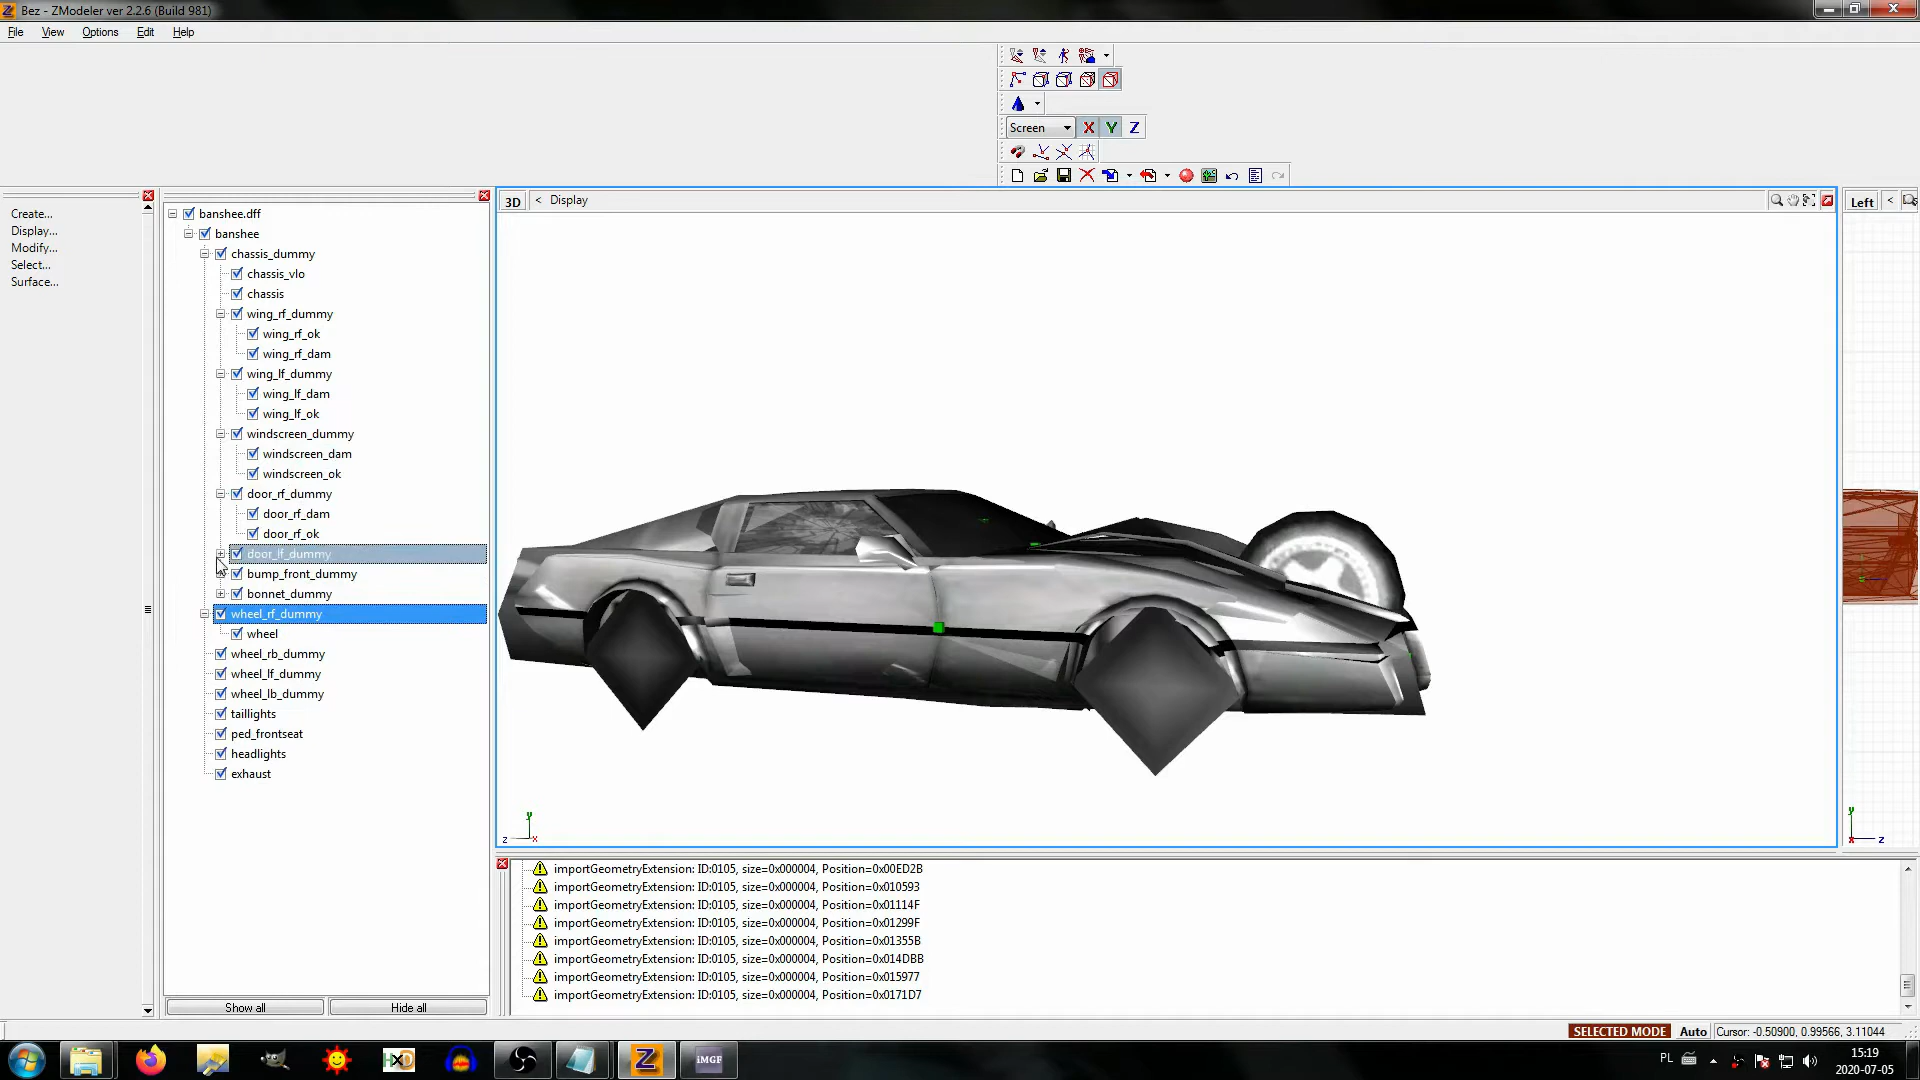 Bez - ZModeler ver 2.2.6 (Build 981)
File View Options Edit Help
Screen X Y Z
Create...
Display...
Modify...
Select...
Surface...
banshee.dff
banshee
chassis_dummy
chassis_vlo
chassis
wing_rf_dummy
wing_rf_ok
wing_rf_dam
wing_lf_dummy
wing_lf_dam
wing_lf_ok
windscreen_dummy
windscreen_dam
windscreen_ok
door_rf_dummy
door_rf_dam
door_rf_ok
door_lf_dummy
bump_front_dummy
bonnet_dummy
wheel_rf_dummy
wheel
wheel_rb_dummy
wheel_lf_dummy
wheel_lb_dummy
taillights
ped_frontseat
headlights
exhaust
Show all Hide all
3D < Display
y
z x
Left <
y
x z
importGeometryExtension: ID:0105, size=0x000004, Position=0x00ED2B
importGeometryExtension: ID:0105, size=0x000004, Position=0x010593
importGeometryExtension: ID:0105, size=0x000004, Position=0x01114F
importGeometryExtension: ID:0105, size=0x000004, Position=0x01299F
importGeometryExtension: ID:0105, size=0x000004, Position=0x01355B
importGeometryExtension: ID:0105, size=0x000004, Position=0x014DBB
importGeometryExtension: ID:0105, size=0x000004, Position=0x015977
importGeometryExtension: ID:0105, size=0x000004, Position=0x0171D7
SELECTED MODE Auto Cursor: -0.50900, 0.99566, 3.11044
HxD Z iMGF PL 15:19
2020-07-05